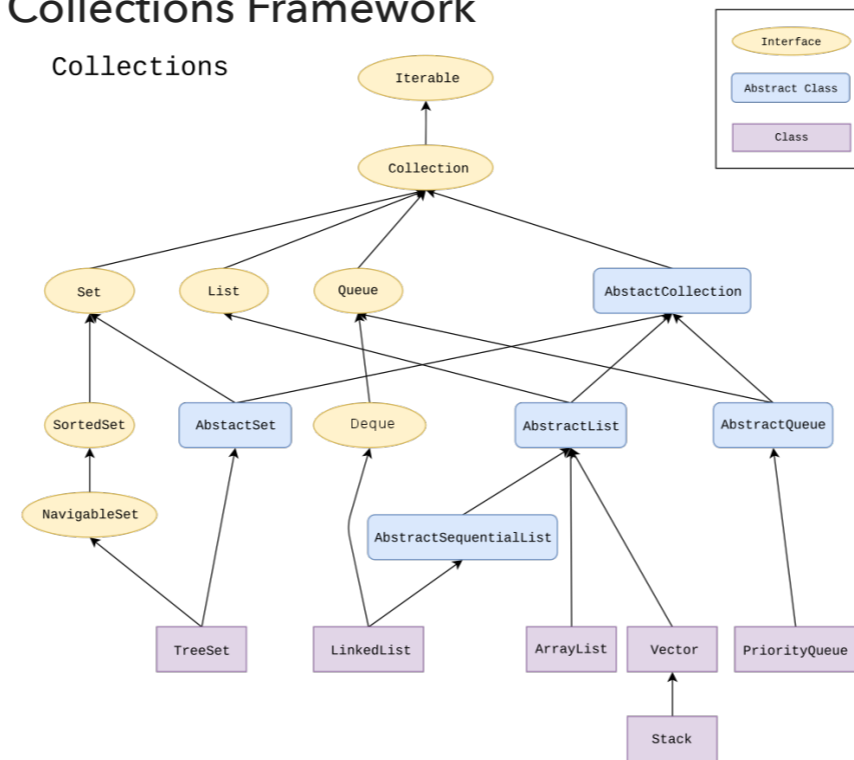 Collections Framework
Collections
Interface
Iterable
Abstract Class
Class
Collection
Set
List
Queue
AbstactCollection
SortedSet
AbstactSet
Deque
AbstractList
AbstractQueue
NavigableSet
AbstractSequentialList
TreeSet
LinkedList
ArrayList
Vector
PriorityQueue
Stack